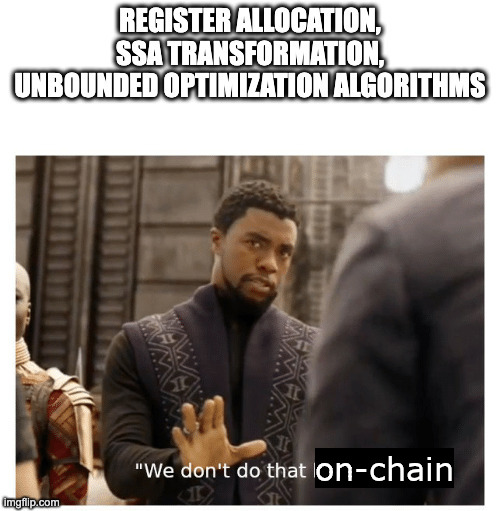 REGISTER ALLOCATION,
SSA TRANSFORMATION,
UNBOUNDED OPTIMIZATION ALGORITHMS
"We don't do that on-chain
imgflip.com